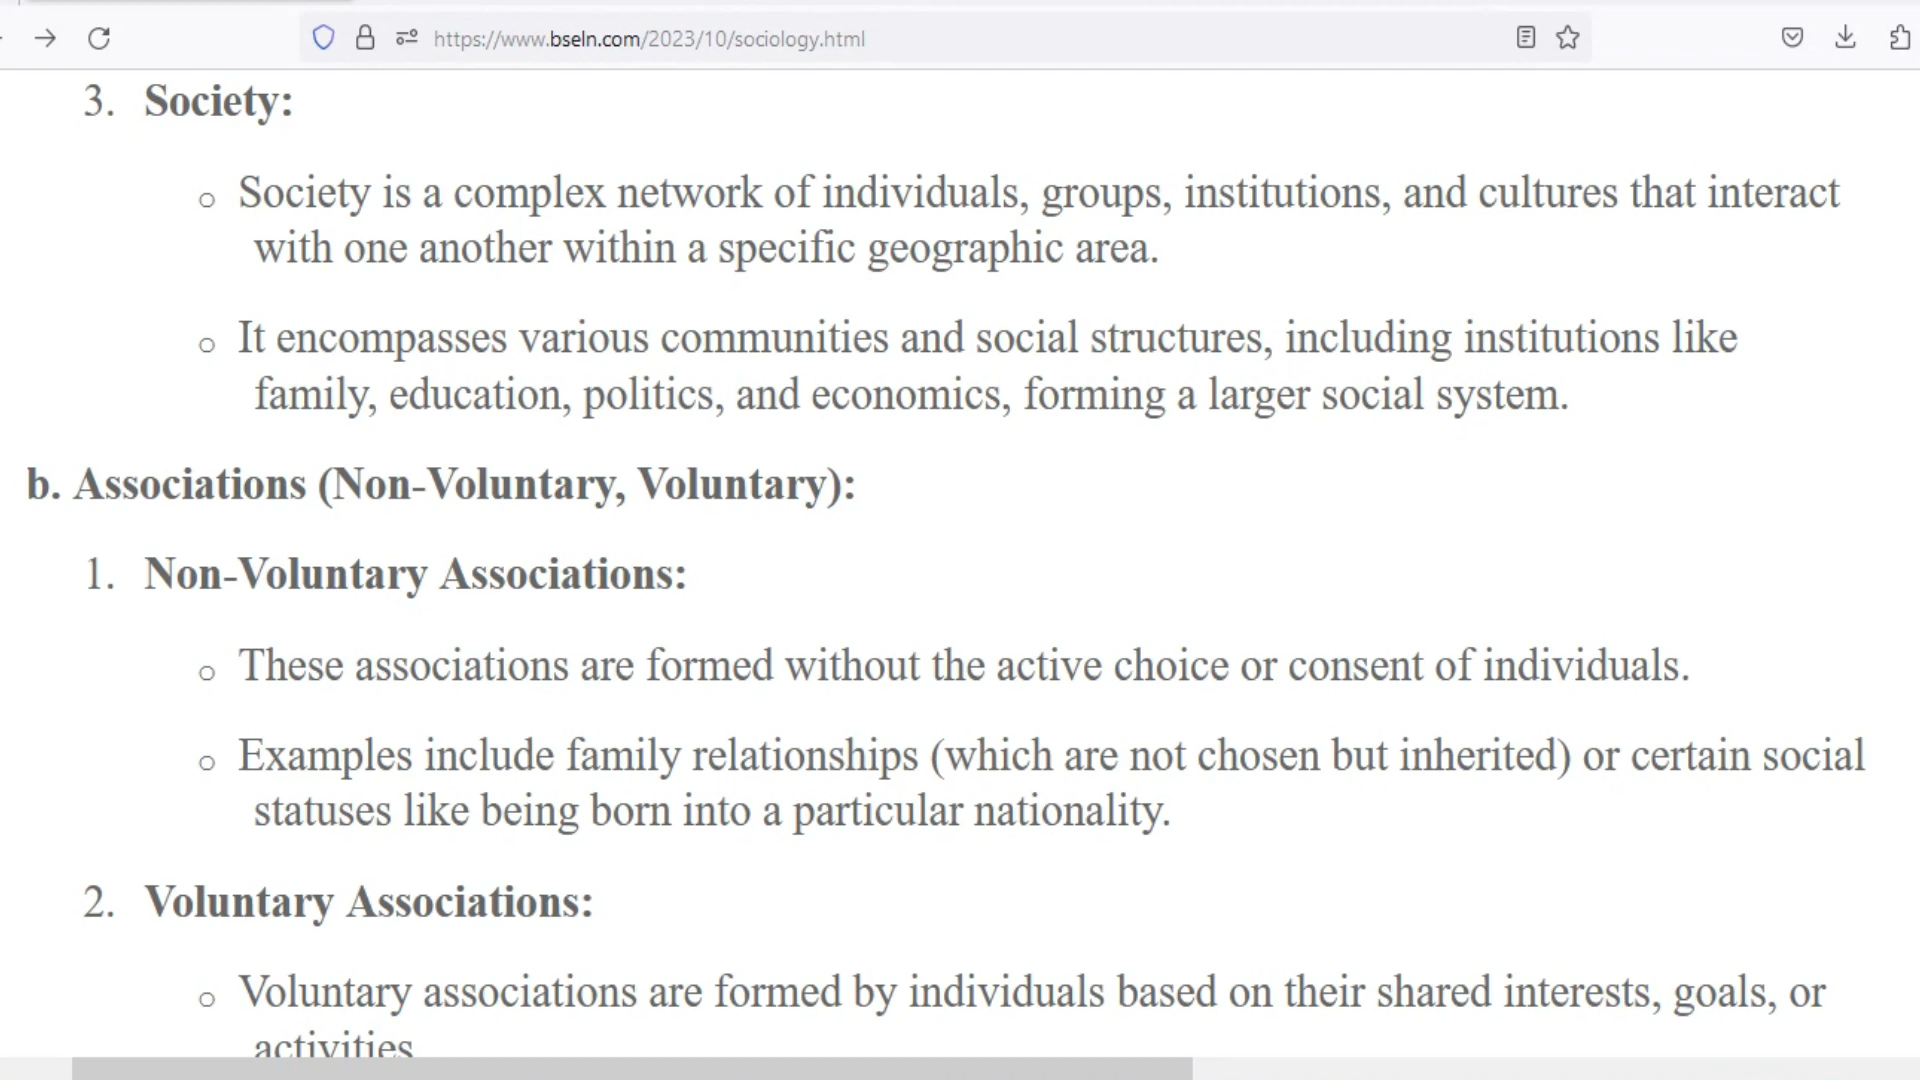 https://www.bseln.com/2023/10/sociology.html
3. Society:
○ Society is a complex network of individuals, groups, institutions, and cultures that interact
with one another within a specific geographic area.
○ It encompasses various communities and social structures, including institutions like
family, education, politics, and economics, forming a larger social system.
b. Associations (Non-Voluntary, Voluntary):
1. Non-Voluntary Associations:
○ These associations are formed without the active choice or consent of individuals.
○ Examples include family relationships (which are not chosen but inherited) or certain social
statuses like being born into a particular nationality.
2. Voluntary Associations:
○ Voluntary associations are formed by individuals based on their shared interests, goals, or
activities